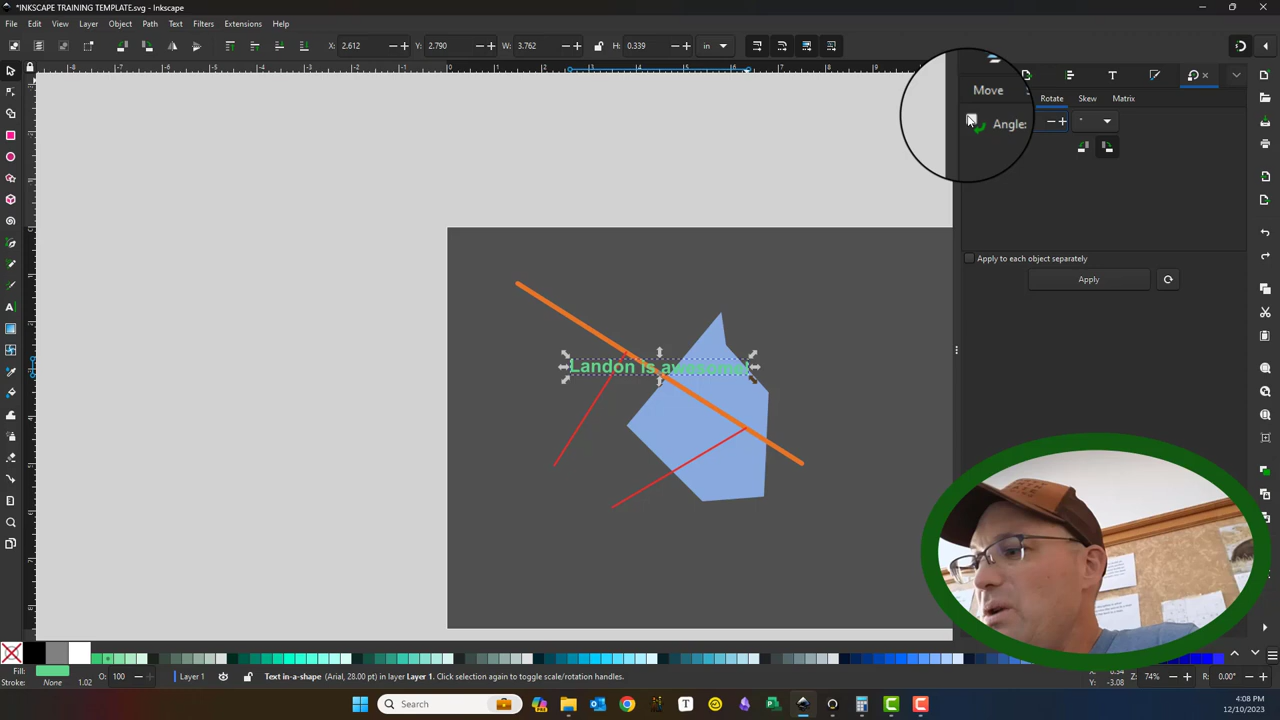 *INKSCAPE TRAINING TEMPLATE.svg - Inkscape
File Edit View Layer Object Path Text Filters Extensions Help
X: 2.612 Y: 2.790 W: 3.762 H: 0.339 in
Move Rotate Skew Matrix
Angle: °
Apply to each object separately
Apply
Landon is awesome!
Fill: O: 100 Layer 1 Text in-a-shape (Arial, 28.00 pt) in layer Layer 1. Click selection again to toggle scale/rotation handles. Z: 74% R: 0.00°
Stroke: None 1.02 -3.08
Search
4:08 PM
12/10/2023